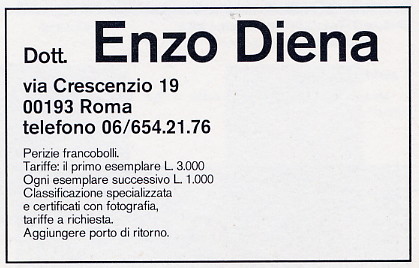 Dott. Enzo Diena
via Crescenzio 19
00193 Roma
telefono 06/654.21.76
Perizie francobolli.
Tariffe: il primo esemplare L. 3.000
Ogni esemplare successivo L. 1.000
Classificazione specializzata
e certificati con fotografia,
tariffe a richiesta.
Aggiungere porto di ritorno.